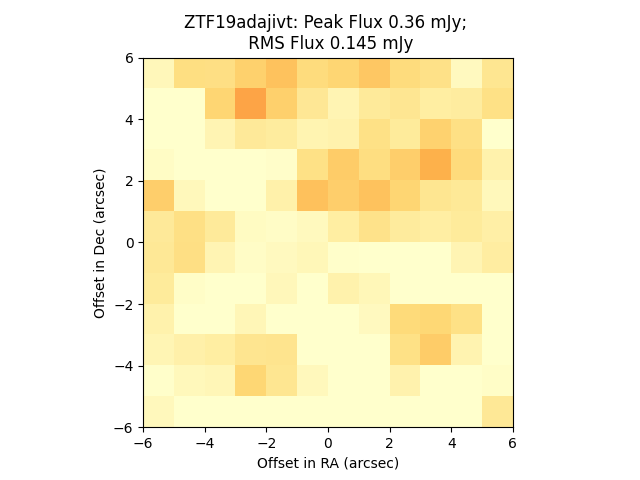 ZTF19adajivt: Peak Flux 0.36 mJy;
RMS Flux 0.145 mJy
6
4
2
0
−2
−4
−6
Offset in Dec (arcsec)
−6 −4 −2 0 2 4 6
Offset in RA (arcsec)